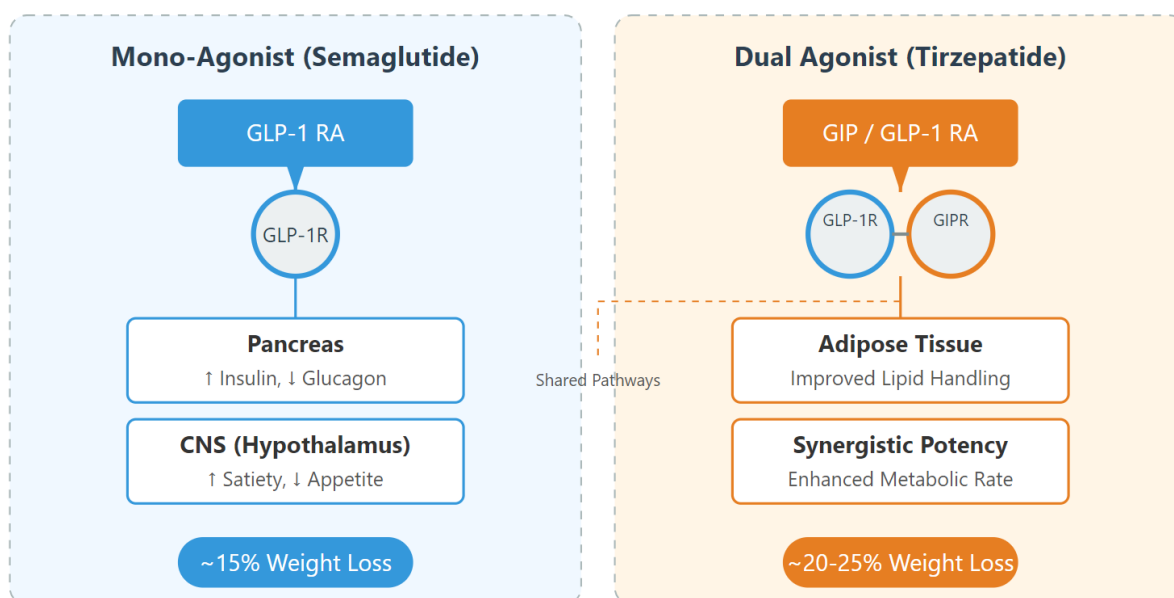 Mono-Agonist (Semaglutide)
GLP-1 RA
GLP-1R
Pancreas
↑ Insulin, ↓ Glucagon
CNS (Hypothalamus)
↑ Satiety, ↓ Appetite
~15% Weight Loss
Shared Pathways
Dual Agonist (Tirzepatide)
GIP / GLP-1 RA
GLP-1R
GIPR
Adipose Tissue
Improved Lipid Handling
Synergistic Potency
Enhanced Metabolic Rate
~20-25% Weight Loss